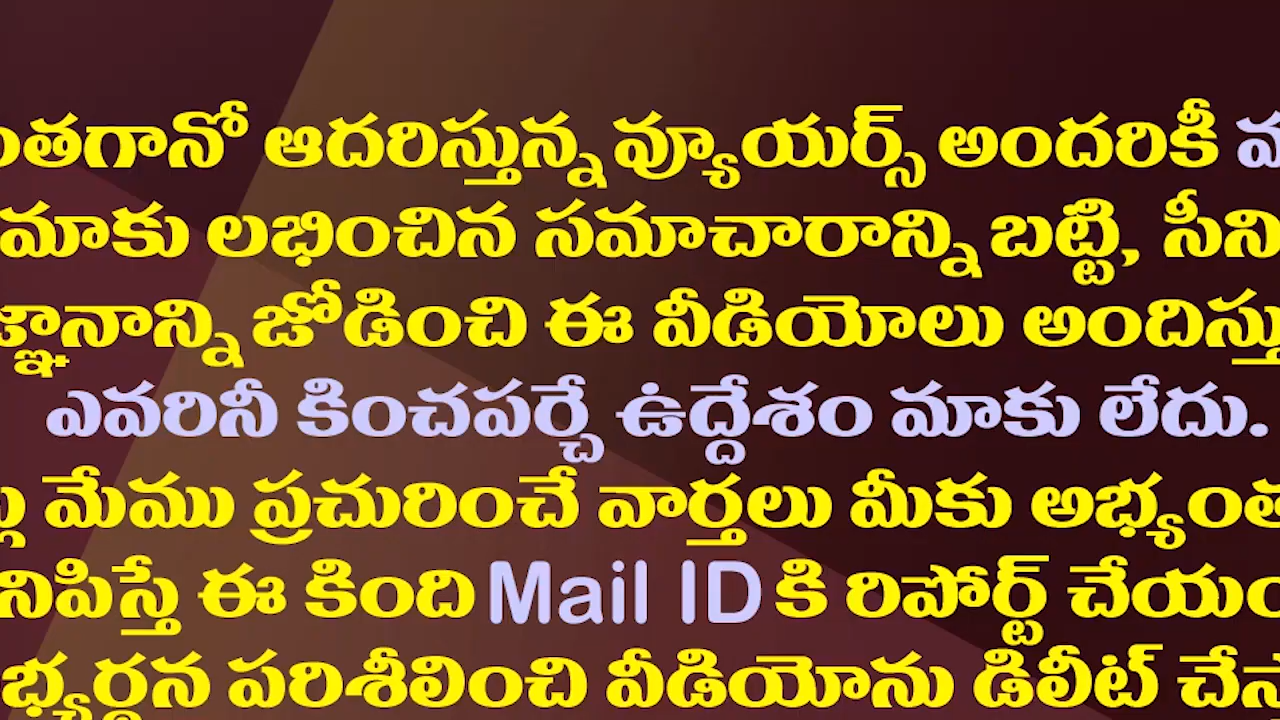 ంతగానో ఆదరిస్తున్న వ్యూయర్స్ అందరికీ
మాకు లభించిన సమాచారాన్ని బట్టి, సీని
జ్ఞానాన్ని జోడించి ఈ వీడియోలు అందిస్తు
ఎవరినీ కించపర్చే ఉద్దేశం మాకు లేదు.
మేము ప్రచురించే వార్తలు మీకు అభ్యంత
నిపిస్తే ఈ కింది Mail ID కి రిపోర్ట్ చేయం
భ్యర్థన పరిశీలించి వీడియోను డిలీట్ చేస